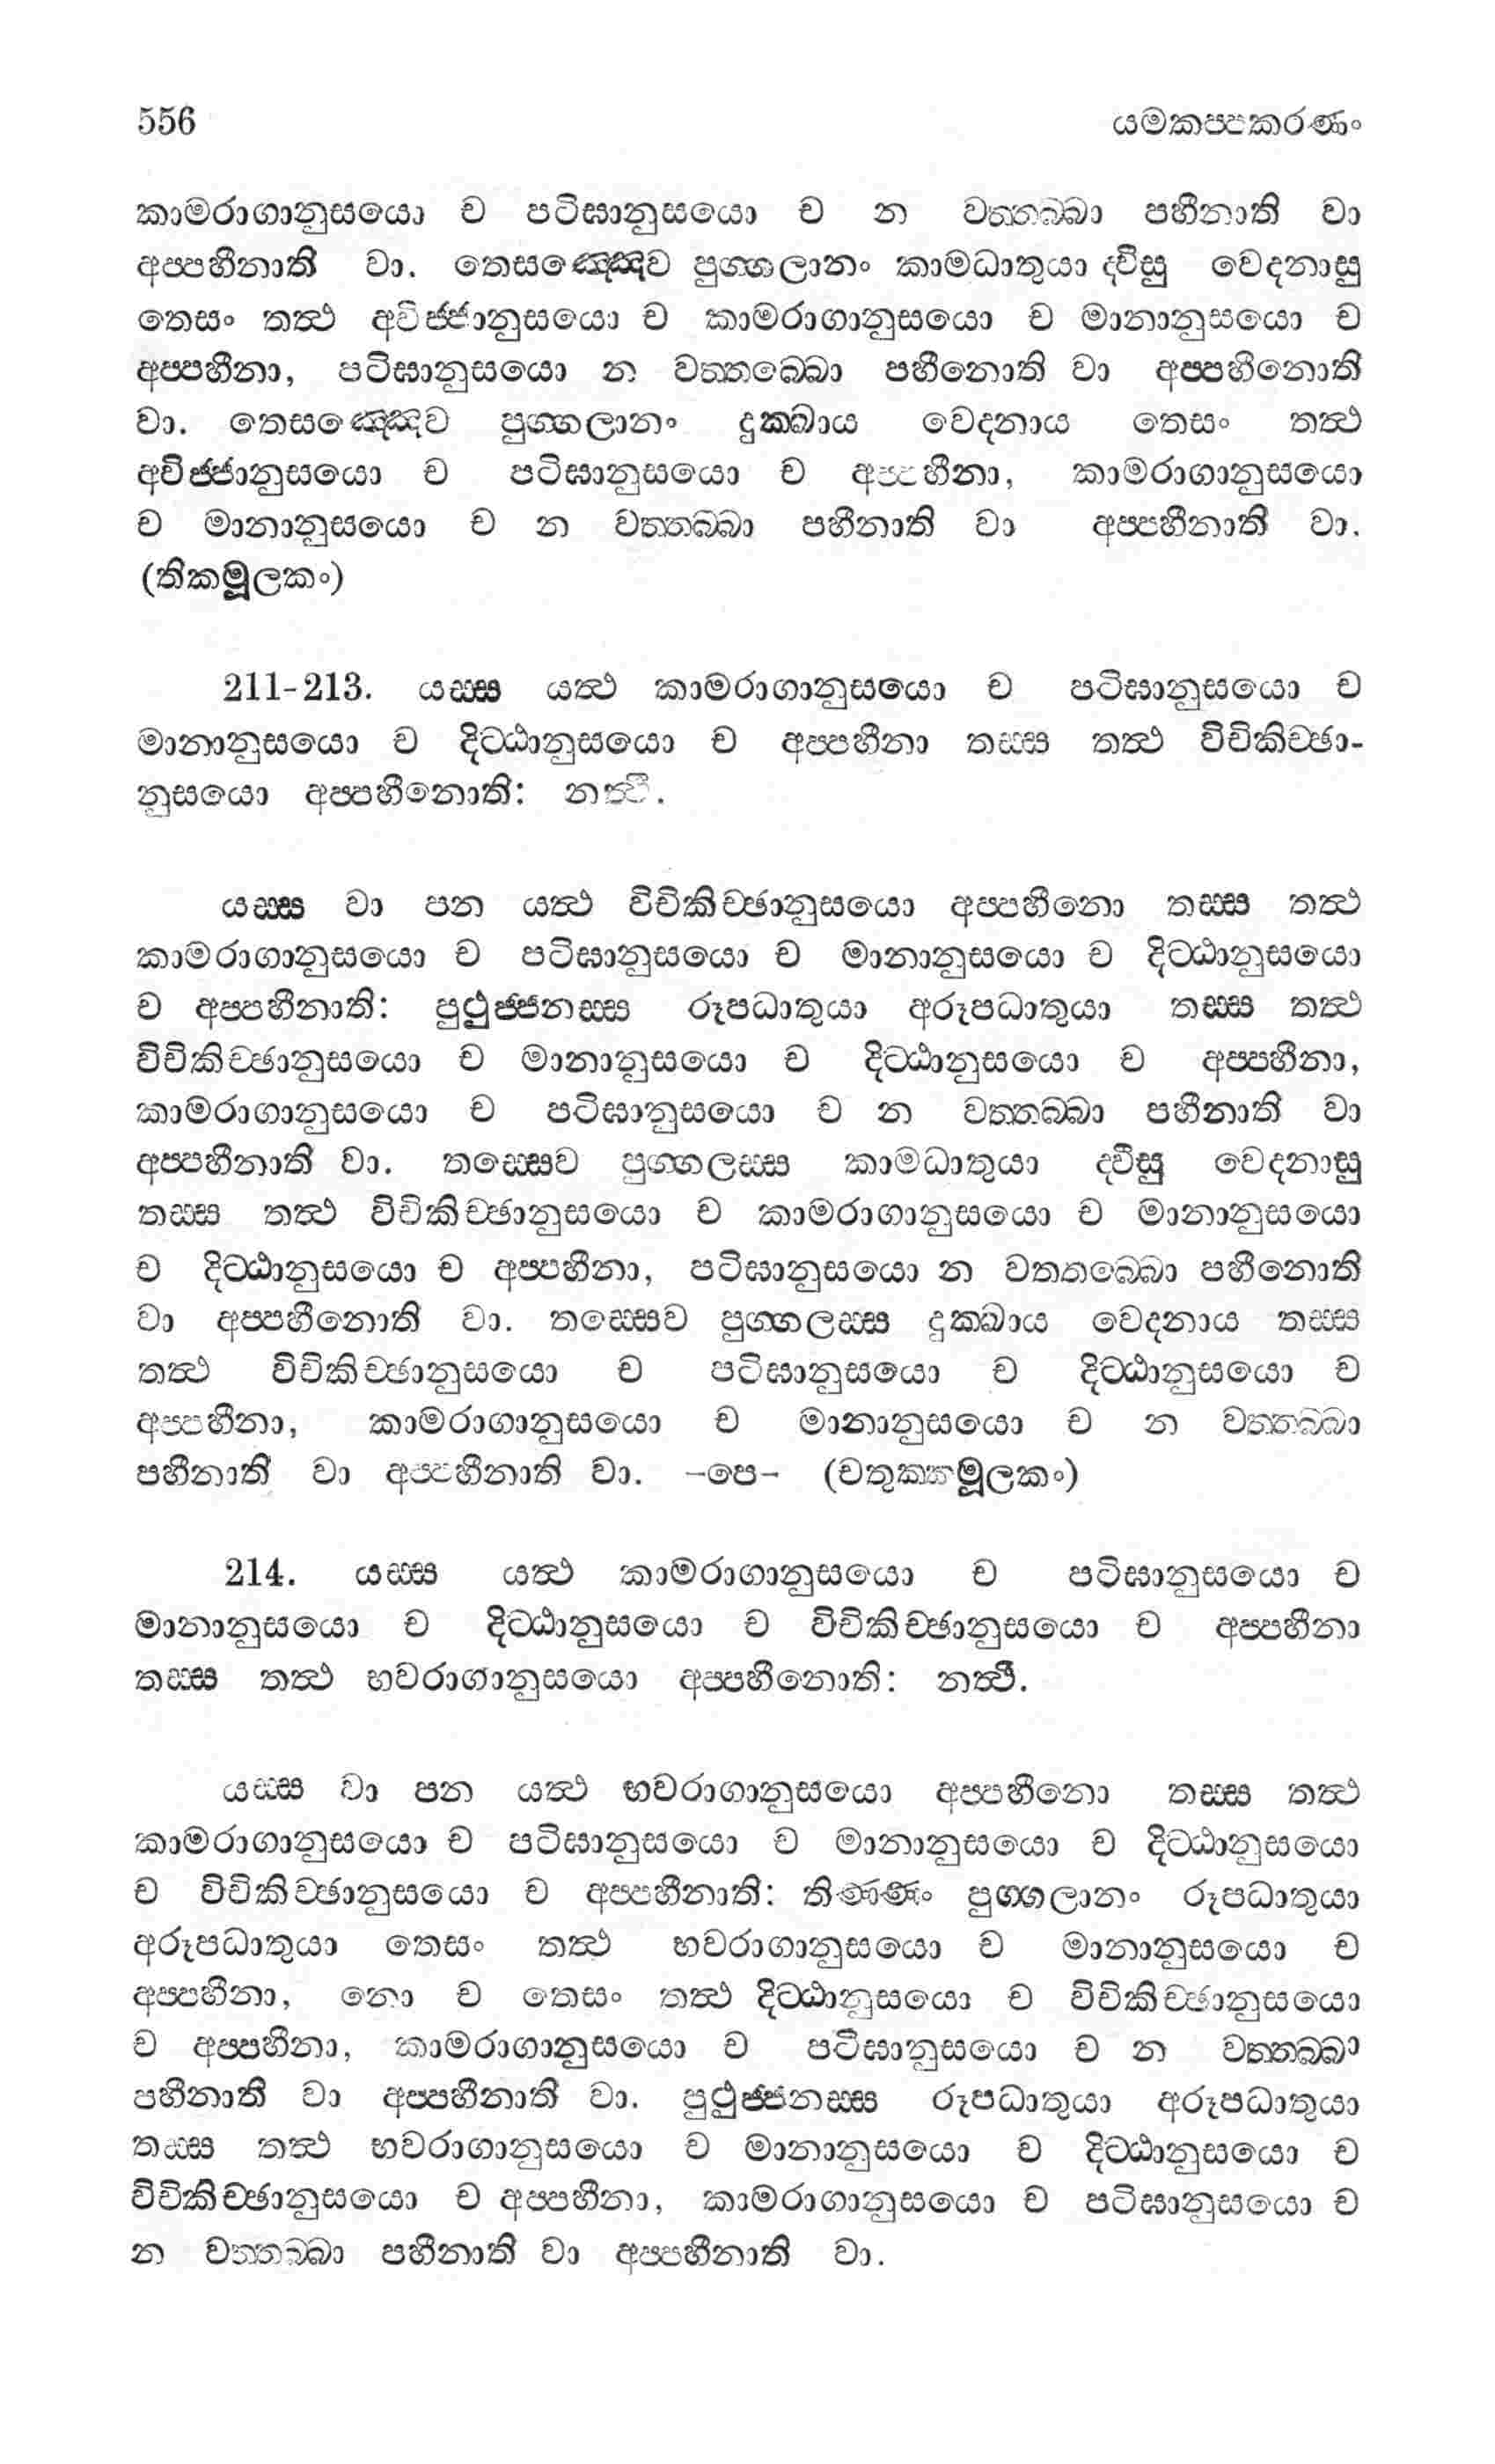 556 යමකප්පකරණං
කාමරාගානුසයො ච පටිඝානුසයො ච න වත්තබ්බා පහීනාති වා
අප්පහීනාති වා. තෙසඤ්ඤෙව පුග්ගලානං කාමධාතුයා ද්වීසු වෙදනාසු
තෙසං තත්ථ අවිජ්ජානුසයො ච කාමරාගානුසයො ච මානානුසයො ච
අප්පහීනා, පටිඝානුසයො න වත්තබ්බො පහීනොති වා අප්පහීනොති
වා. තෙසඤ්ඤෙව පුග්ගලානං දුක්ඛාය වෙදනාය තෙසං තත්ථ
අවිජ්ජානුසයො ච පටිඝානුසයො ච අප්පහීනා, කාමරාගානුසයො
ච මානානුසයො ච න වත්තබ්බා පහීනාති වා අප්පහීනාති වා.
(තිකමූලකං)
211-213. යස්ස යත්ථ කාමරාගානුසයො ච පටිඝානුසයො ච
මානානුසයො ච දිට්ඨානුසයො ච අප්පහීනා තස්ස තත්ථ විචිකිච්ඡා-
නුසයො අප්පහීනොති: නත්ථි.
යස්ස වා පන යත්ථ විචිකිච්ඡානුසයො අප්පහීනො තස්ස තත්ථ
කාමරාගානුසයො ච පටිඝානුසයො ච මානානුසයො ච දිට්ඨානුසයො
ච අප්පහීනාති: පුථුජ්ජනස්ස රූපධාතුයා අරූපධාතුයා තස්ස තත්ථ
විචිකිච්ඡානුසයො ච මානානුසයො ච දිට්ඨානුසයො ච අප්පහීනා,
කාමරාගානුසයො ච පටිඝානුසයො ච න වත්තබ්බා පහීනාති වා
අප්පහීනාති වා. තස්සෙව පුග්ගලස්ස කාමධාතුයා ද්වීසු වෙදනාසු
තස්ස තත්ථ විචිකිච්ඡානුසයො ච කාමරාගානුසයො ච මානානුසයො
ච දිට්ඨානුසයො ච අප්පහීනා, පටිඝානුසයො න වතතබ්බො පහීනොති
වා අප්පහීනොති වා. තස්සෙව පුග්ගලස්ස දුක්ඛාය වෙදනාය තස්ස
තත්ථ විචිකිච්ඡානුසයො ච පටිඝානුසයො ච දිට්ඨානුසයො ච
අප්පහීනා, කාමරාගානුසයො ච මානානුසයො ච න වත්තබ්බා
පහීනාති වා අප්පහීනාති වා. -පෙ- (චතුක්කමූලකං)
214. යස්ස යත්ථ කාමරාගානුසයො ච පටිඝානුසයො ච
මානානුසයො ච දිට්ඨානුසයො ච විචිකිච්ඡානුසයො ච අප්පහීනා
තස්ස තත්ථ භවරාගානුසයො අප්පහීනොති: නත්ථි.
යස්ස වා පන යත්ථ භවරාගානුසයො අප්පහීනො තස්ස තත්ථ
කාමරාගානුසයො ච පටිඝානුසයො ච මානානුසයො ච දිට්ඨානුසයො
ච විචිකිච්ඡානුසයො ච අප්පහීනාති: තිණ්ණං පුග්ගලානං රූපධාතුයා
අරූපධාතුයා තෙසං තත්ථ භවරාගානුසයො ච මානානුසයො ච
අප්පහීනා, නො ච තෙසං තත්ථ දිට්ඨානුසයො ච විචිකිච්ඡානුසයො
ච අප්පහීනා, කාමරාගානුසයො ච පටිඝානුසයො ච න වත්තබ්බා
පහීනාති වා අප්පහීනාති වා. පුථුජ්ජනස්ස රූපධාතුයා අරූපධාතුයා
තස්ස තත්ථ භවරාගානුසයො ච මානානුසයො ච දිට්ඨානුසයො ච
විචිකිච්ඡානුසයො ච අප්පහීනා, කාමරාගානුසයො ච පටිඝානුසයො ච
න වත්තබ්බා පහීනාති වා අප්පහීනාති වා.